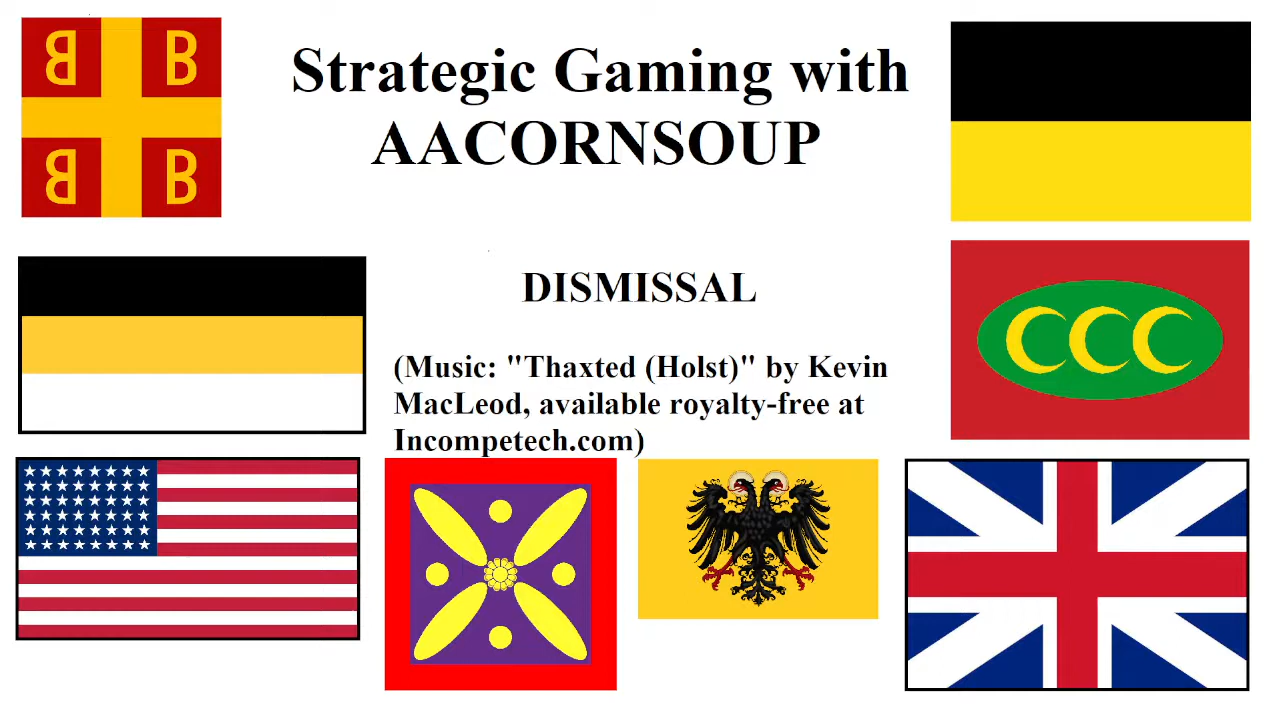 Strategic Gaming with
AACORNSOUP
DISMISSAL
(Music: "Thaxted (Holst)" by Kevin
MacLeod, available royalty-free at
Incompetech.com)
B B
B B